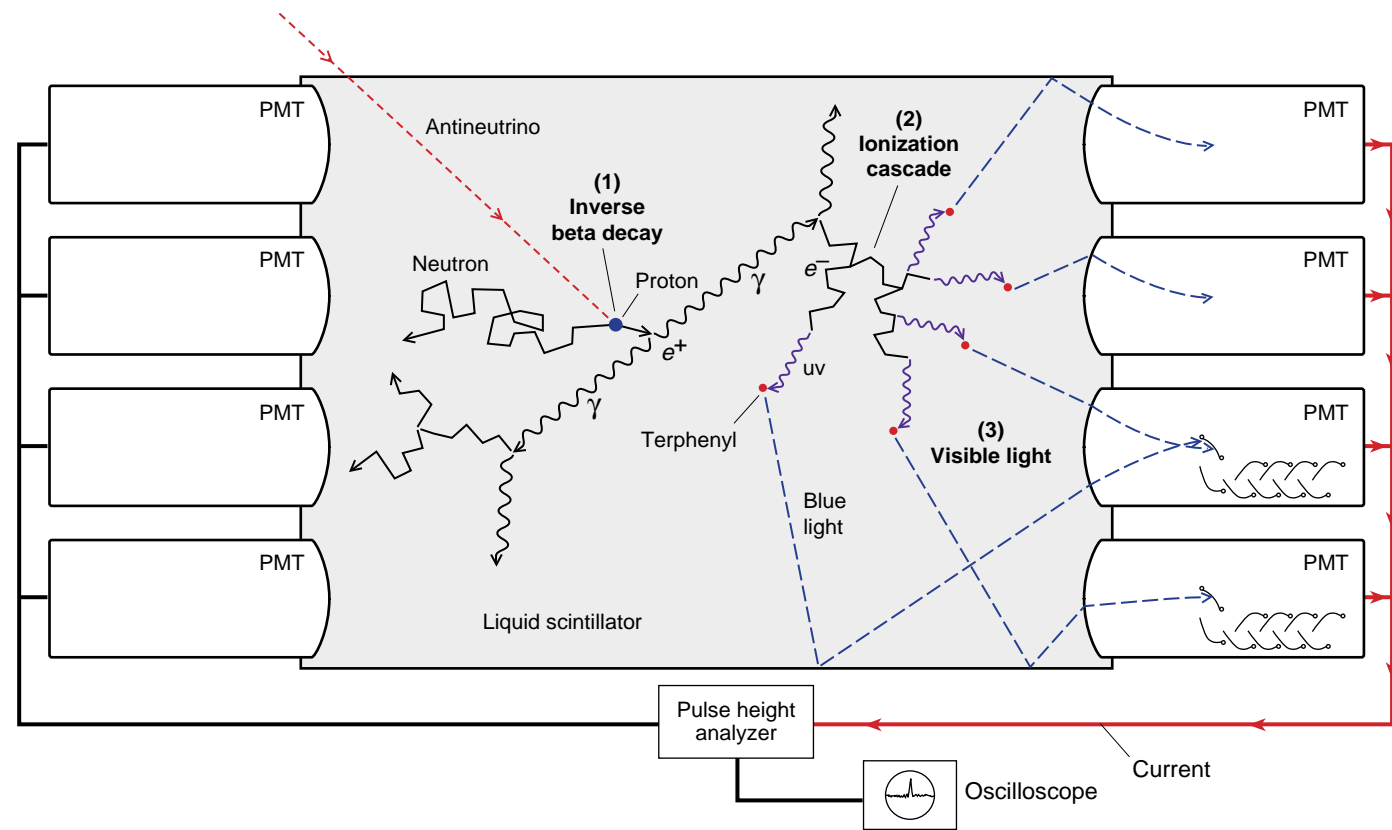 PMT
PMT
Antineutrino
(2)
Ionization
cascade
(1)
Inverse
beta decay
PMT
PMT
Neutron
Proton
γ
e–
e+
γ
uv
PMT
PMT
Terphenyl
(3)
Visible light
Blue
light
PMT
PMT
Liquid scintillator
Pulse height
analyzer
Current
Oscilloscope